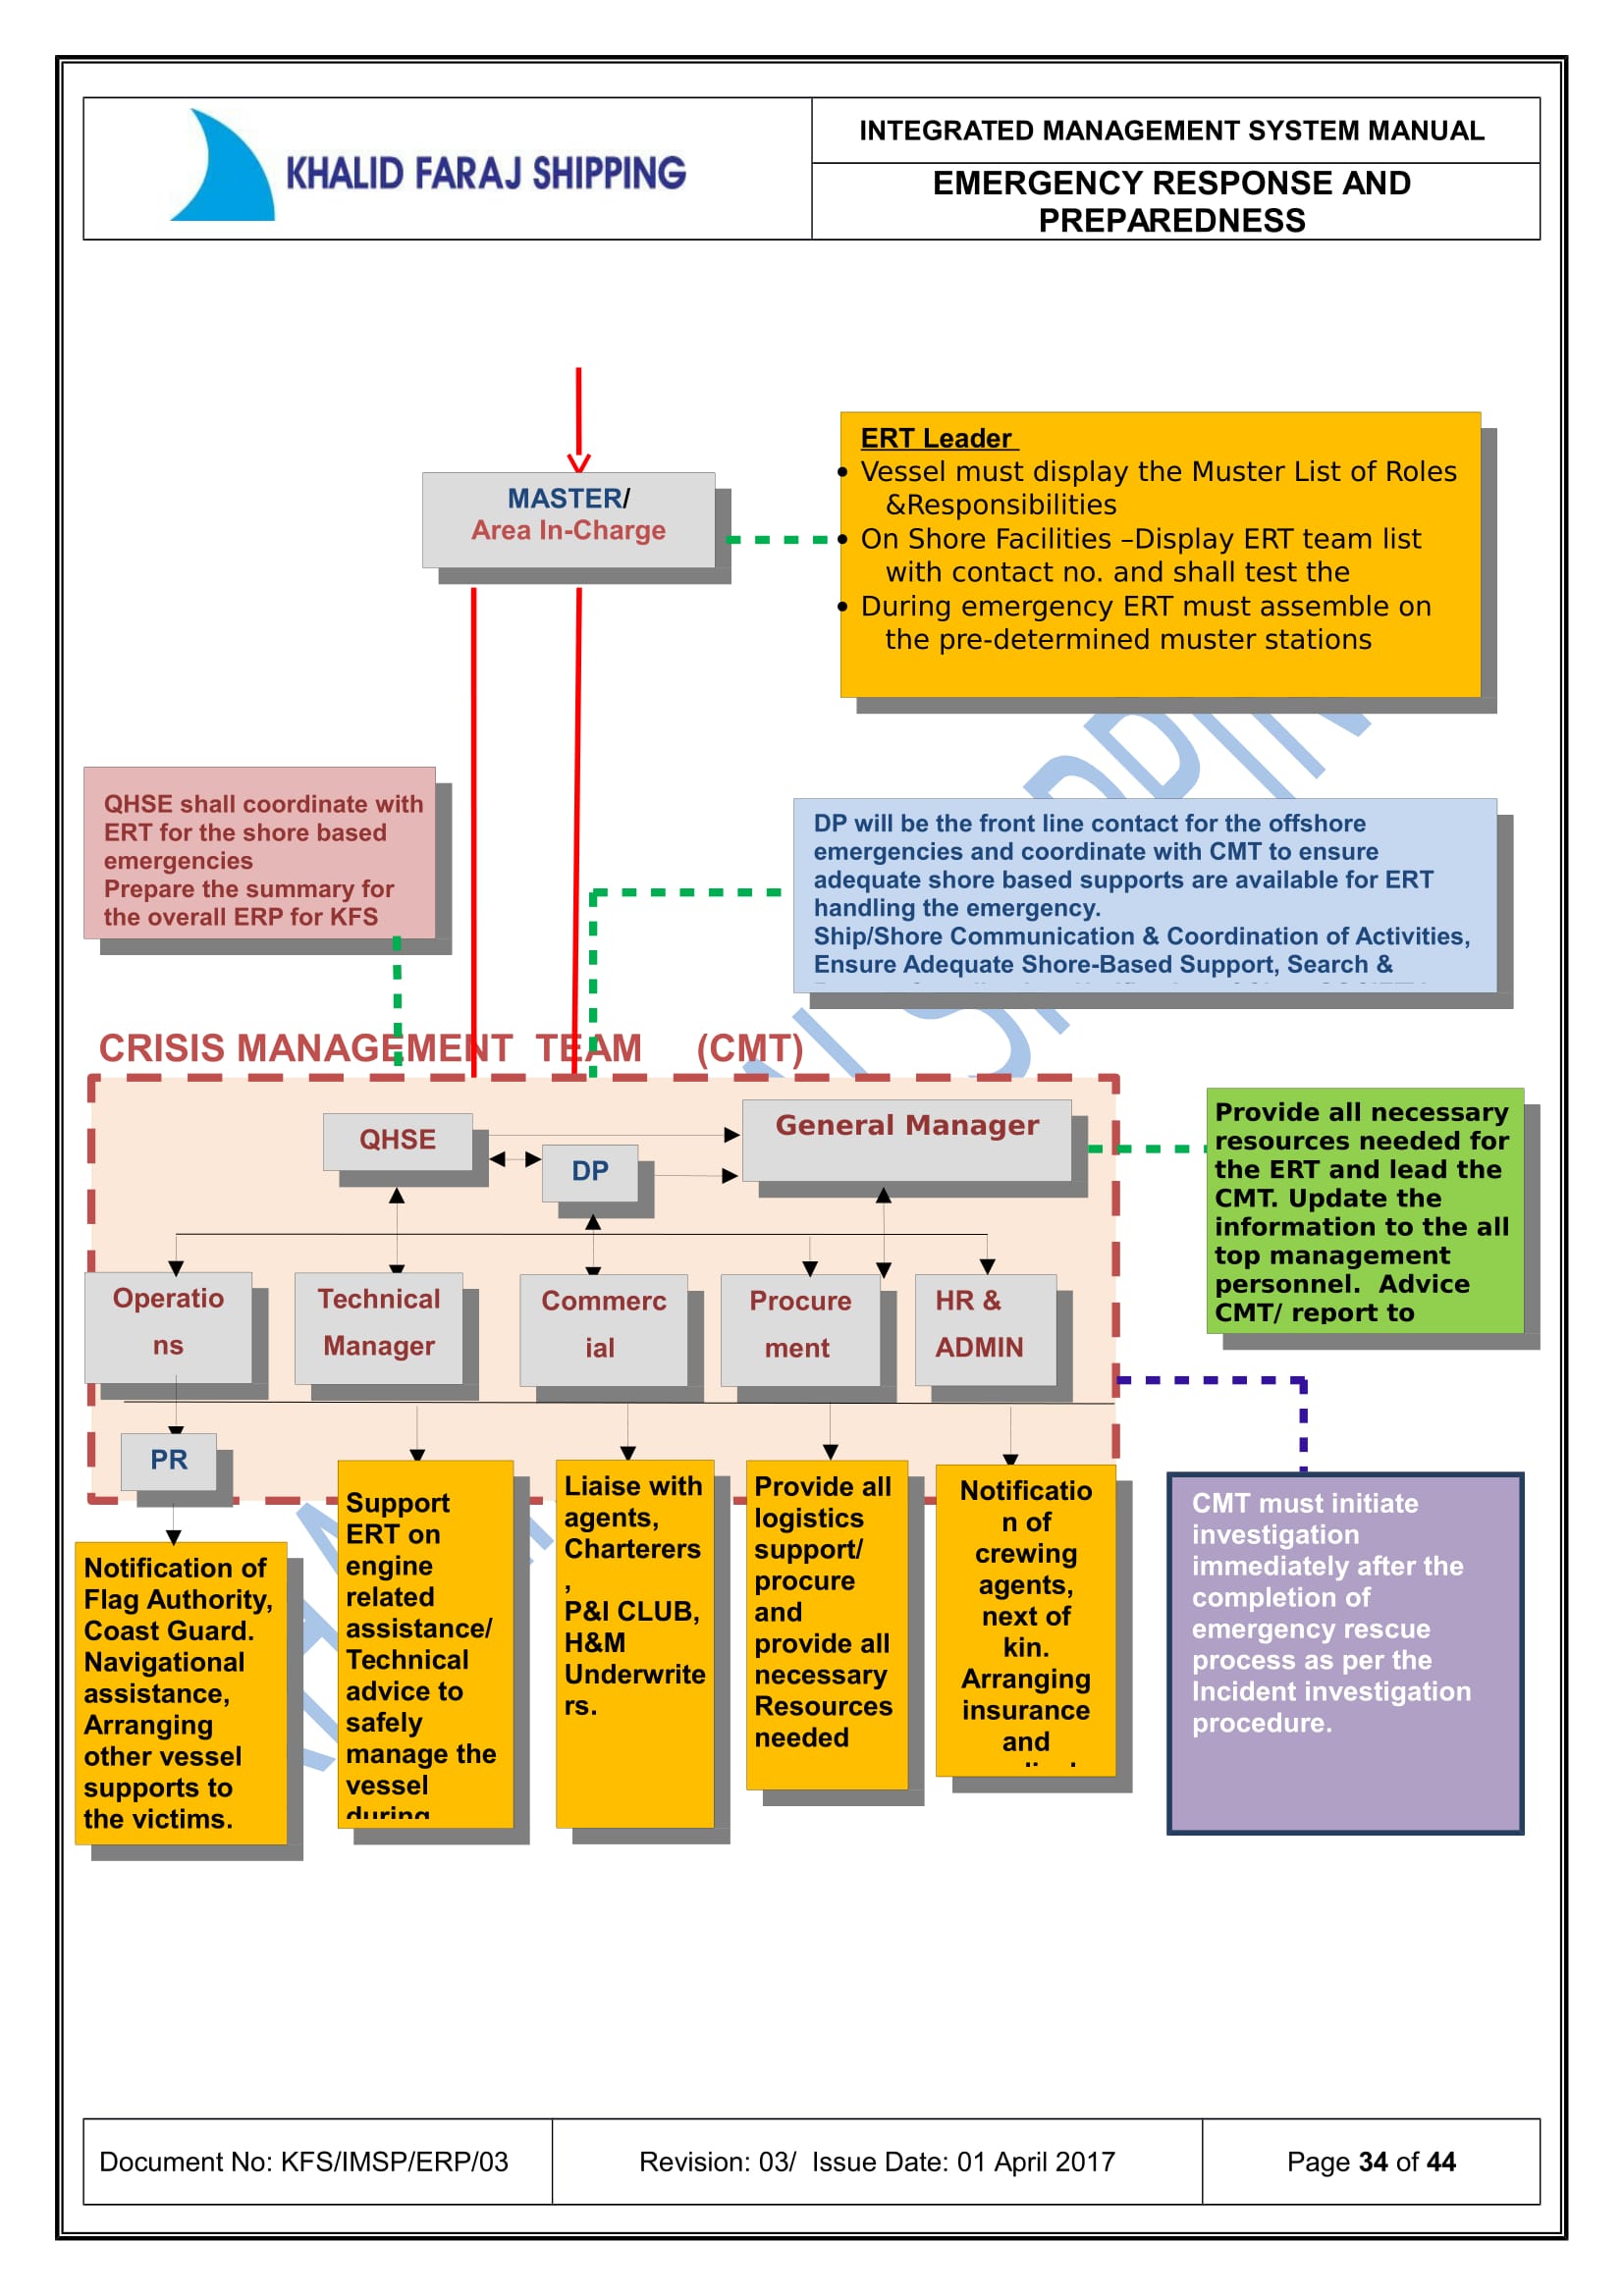 KHALID FARAJ SHIPPING
INTEGRATED MANAGEMENT SYSTEM MANUAL
EMERGENCY RESPONSE AND
PREPAREDNESS
MASTER/
Area In-Charge
ERT Leader
• Vessel must display the Muster List of Roles
&Responsibilities
• On Shore Facilities –Display ERT team list
with contact no. and shall test the
• During emergency ERT must assemble on
the pre-determined muster stations
QHSE shall coordinate with
ERT for the shore based
emergencies
Prepare the summary for
the overall ERP for KFS
DP will be the front line contact for the offshore
emergencies and coordinate with CMT to ensure
adequate shore based supports are available for ERT
handling the emergency.
Ship/Shore Communication & Coordination of Activities,
Ensure Adequate Shore-Based Support, Search &
CRISIS MANAGEMENT TEAM (CMT)
QHSE
DP
General Manager
Provide all necessary
resources needed for
the ERT and lead the
CMT. Update the
information to the all
top management
personnel. Advice
CMT/ report to
Operatio
ns
Technical
Manager
Commerc
ial
Procure
ment
HR &
ADMIN
PR
Notification of
Flag Authority,
Coast Guard.
Navigational
assistance,
Arranging
other vessel
supports to
the victims.
Support
ERT on
engine
related
assistance/
Technical
advice to
safely
manage the
vessel
during
Liaise with
agents,
Charterers
,
P&I CLUB,
H&M
Underwrite
rs.
Provide all
logistics
support/
procure
and
provide all
necessary
Resources
needed
Notificatio
n of
crewing
agents,
next of
kin.
Arranging
insurance
and
CMT must initiate
investigation
immediately after the
completion of
emergency rescue
process as per the
Incident investigation
procedure.
Document No: KFS/IMSP/ERP/03
Revision: 03/ Issue Date: 01 April 2017
Page 34 of 44